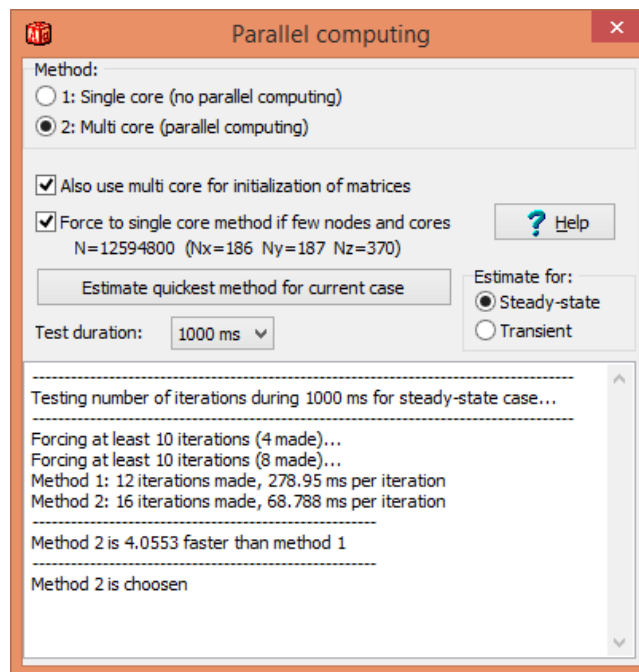 Parallel computing
Method:
1: Single core (no parallel computing)
2: Multi core (parallel computing)
Also use multi core for initialization of matrices
Force to single core method if few nodes and cores
N=12594800 (Nx=186 Ny=187 Nz=370)
? Help
Estimate quickest method for current case
Estimate for:
Steady-state
Transient
Test duration:
1000 ms
--------------------------------------------------------------------------------------
Testing number of iterations during 1000 ms for steady-state case...
--------------------------------------------------------------------------------------
Forcing at least 10 iterations (4 made)...
Forcing at least 10 iterations (8 made)...
Method 1: 12 iterations made, 278.95 ms per iteration
Method 2: 16 iterations made, 68.788 ms per iteration
------------------------------------------------------
Method 2 is 4.0553 faster than method 1
------------------------------------------------------
Method 2 is choosen